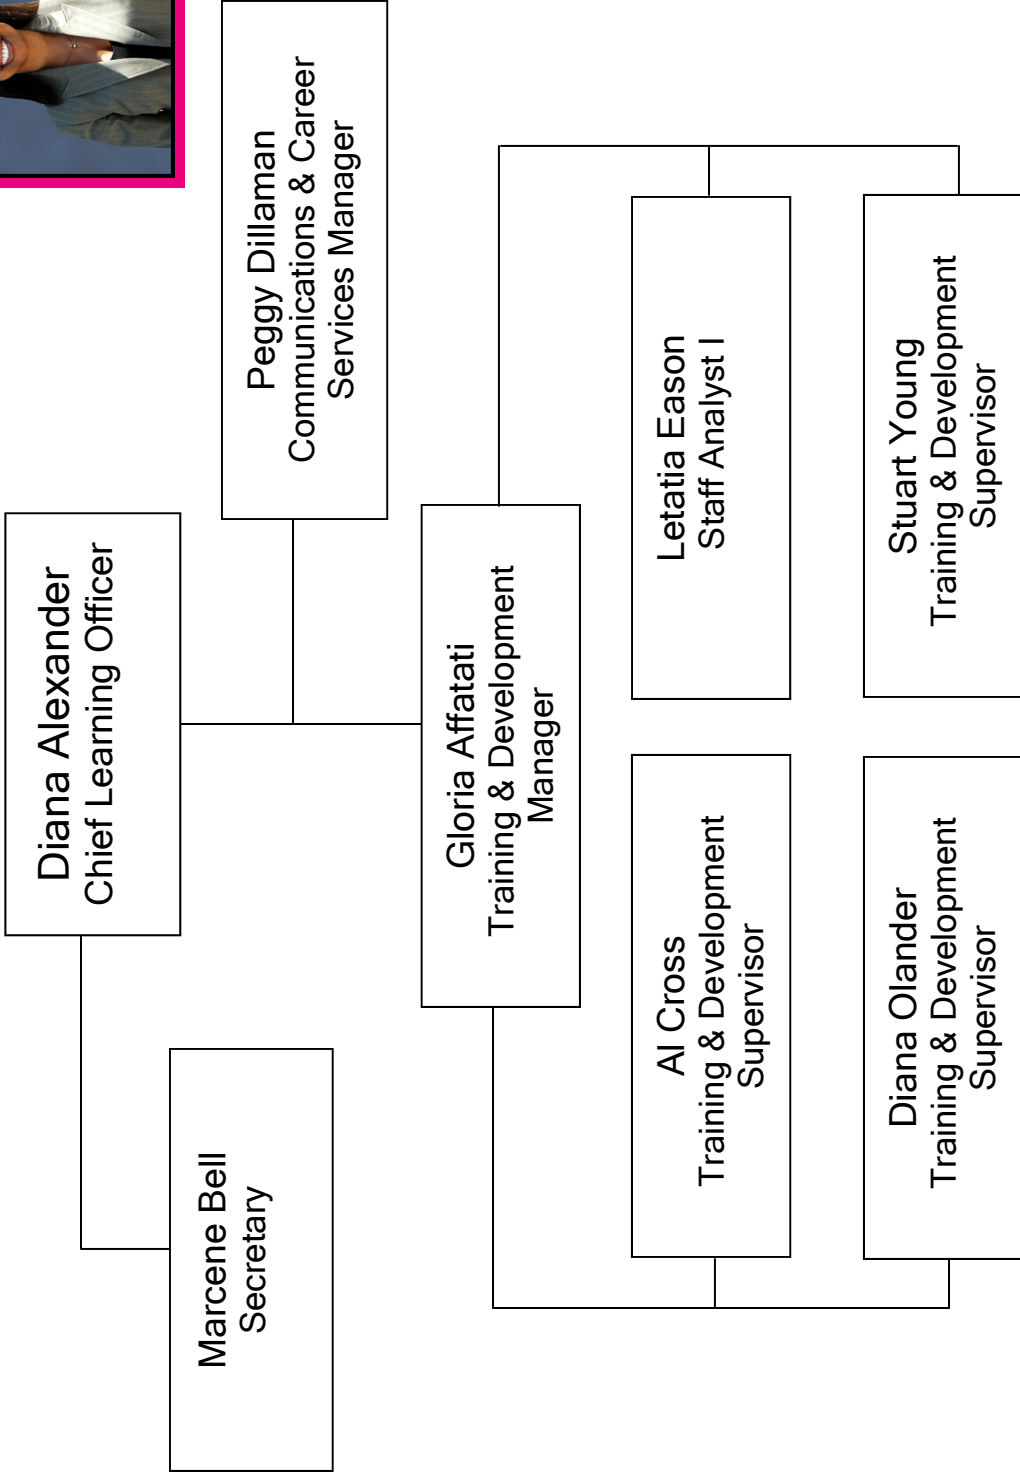 Diana Alexander
Chief Learning Officer
Marcene Bell
Secretary
Peggy Dillaman
Communications & Career
Services Manager
Gloria Affatati
Training & Development
Manager
Al Cross
Training & Development
Supervisor
Letatia Eason
Staff Analyst I
Diana Olander
Training & Development
Supervisor
Stuart Young
Training & Development
Supervisor